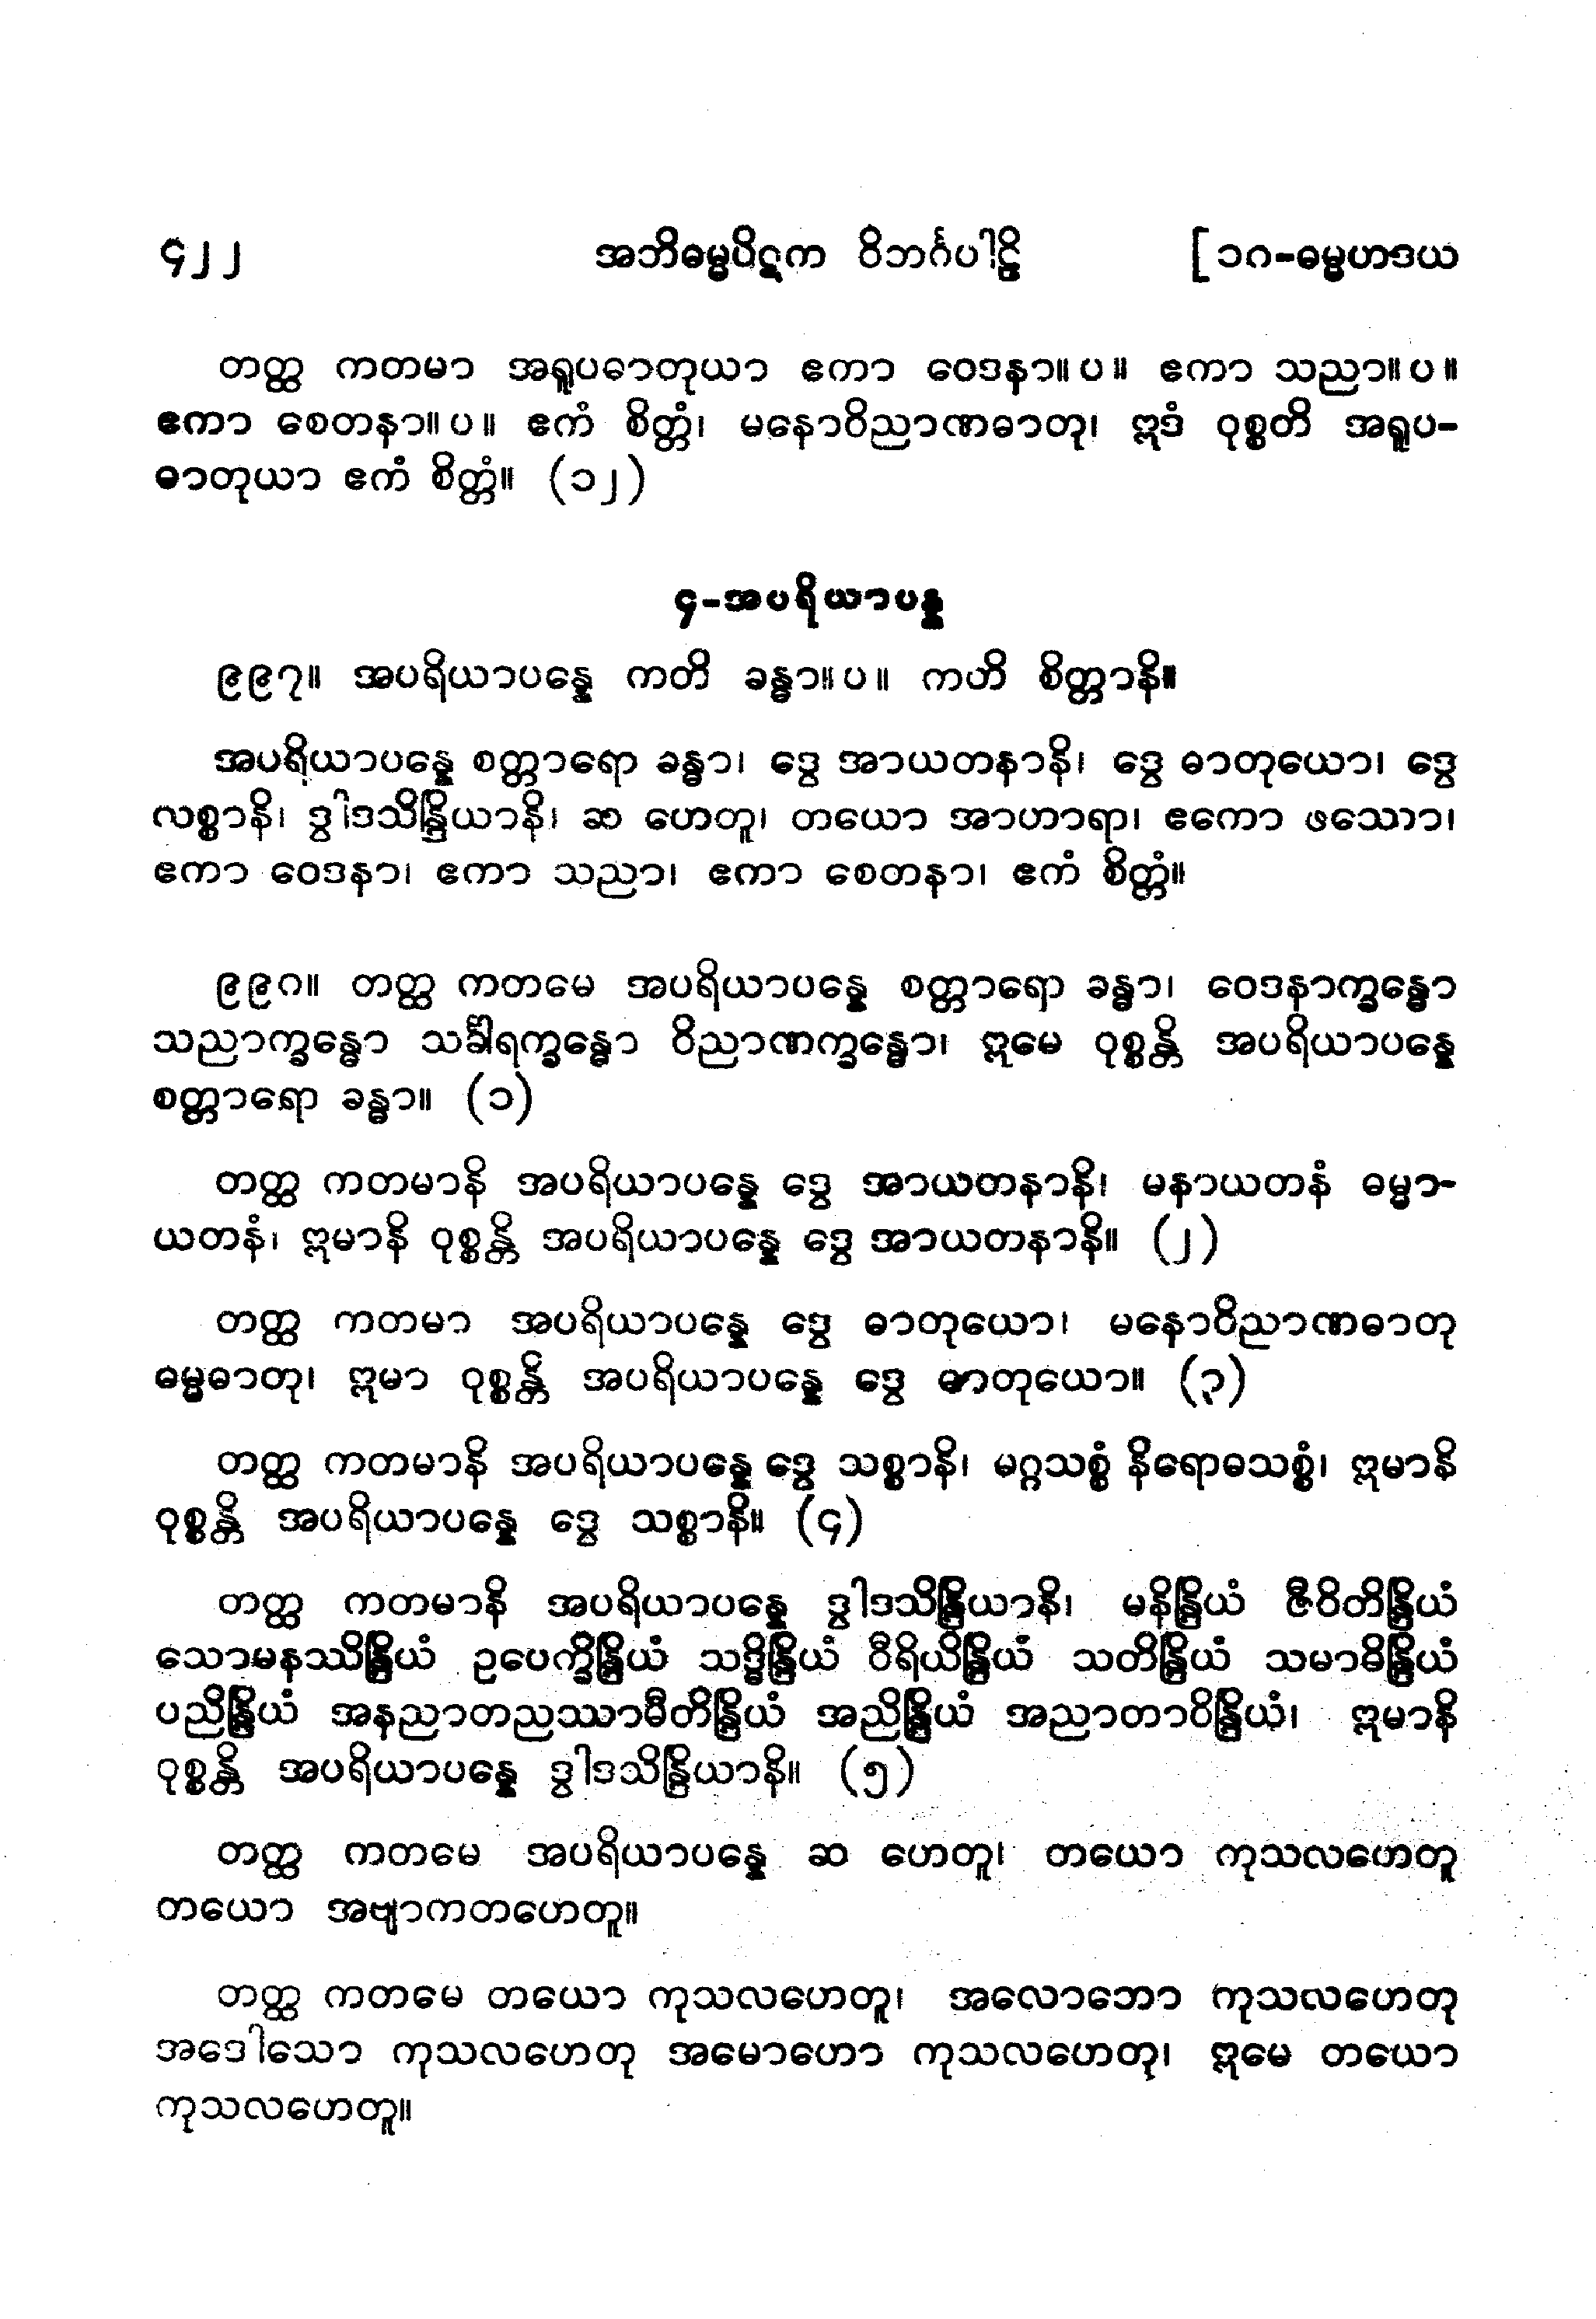 ၄၂၂ အဘိဓမ္မပိဋက ဝိဘင်္ဂပါဠိ [ ၁၈-ဓမ္မဟဒယ
တတ္ထ ကတမာ အရူပဓာတုယာ ဧကာ ဝေဒနာ။ပ။ ဧကာ သညာ။ပ။
ဧကာ စေတနာ။ပ။ ဧကံ စိတ္တံ၊ မနောဝိညာဏဓာတု၊ ဣဒံ ဝုစ္စတိ အရူပ-
ဓာတုယာ ဧကံ စိတ္တံ။ (၁၂)
၄-အပရိယာပန္န
၉၉၇။ အပရိယာပန္နေ ကတိ ခန္ဓာ။ပ။ ကတိ စိတ္တာနိ။
အပရိယာပန္နေ စတ္တာရော ခန္ဓာ၊ ဒွေ အာယတနာနိ၊ ဒွေ ဓာတုယော၊ ဒွေ
သစ္စာနိ၊ ဒွါဒသိန္ဒြိယာနိ၊ ဆ ဟေတူ၊ တယော အာဟာရာ၊ ဧကော ဖဿော၊
ဧကာ ဝေဒနာ၊ ဧကာ သညာ၊ ဧကာ စေတနာ၊ ဧကံ စိတ္တံ။
၉၉၈။ တတ္ထ ကတမေ အပရိယာပန္နေ စတ္တာရော ခန္ဓာ၊ ဝေဒနာက္ခန္ဓော
သညာက္ခန္ဓော သင်္ခါရက္ခန္ဓော ဝိညာဏက္ခန္ဓော၊ ဣမေ ဝုစ္စန္တိ အပရိယာပန္နေ
စတ္တာရော ခန္ဓာ။ (၁)
တတ္ထ ကတမာနိ အပရိယာပန္နေ ဒွေ အာယတနာနိ၊ မနာယတနံ ဓမ္မာ-
ယတနံ၊ ဣမာနိ ဝုစ္စန္တိ အပရိယာပန္နေ ဒွေ အာယတနာနိ။ (၂)
တတ္ထ ကတမာ အပရိယာပန္နေ ဒွေ ဓာတုယော၊ မနောဝိညာဏဓာတု
ဓမ္မဓာတု၊ ဣမာ ဝုစ္စန္တိ အပရိယာပန္နေ ဒွေ ဓာတုယော။ (၃)
တတ္ထ ကတမာနိ အပရိယာပန္နေ ဒွေ သစ္စာနိ၊ မဂ္ဂသစ္စံ နိရောဓသစ္စံ၊ ဣမာနိ
ဝုစ္စန္တိ အပရိယာပန္နေ ဒွေ သစ္စာနိ။ (၄)
တတ္ထ ကတမာနိ အပရိယာပန္နေ ဒွါဒသိန္ဒြိယာနိ၊ မနိန္ဒြိယံ ဇီဝိတိန္ဒြိယံ
သောမနဿိန္ဒြိယံ ဥပေက္ခိန္ဒြိယံ သဒ္ဓိန္ဒြိယံ ဝီရိယိန္ဒြိယံ သတိန္ဒြိယံ သမာဓိန္ဒြိယံ
ပညိန္ဒြိယံ အနညာတညဿာမီတိန္ဒြိယံ အညိန္ဒြိယံ အညာတာဝိန္ဒြိယံ၊ ဣမာနိ
ဝုစ္စန္တိ အပရိယာပန္နေ ဒွါဒသိန္ဒြိယာနိ။ (၅)
တတ္ထ ကတမေ အပရိယာပန္နေ ဆ ဟေတူ၊ တယော ကုသလဟေတူ
တယော အဗျာကတဟေတူ။
တတ္ထ ကတမေ တယော ကုသလဟေတူ၊ အလောဘော ကုသလဟေတု
အဒေါသော ကုသလဟေတု အမောဟော ကုသလဟေတု၊ ဣမေ တယော
ကုသလဟေတူ။